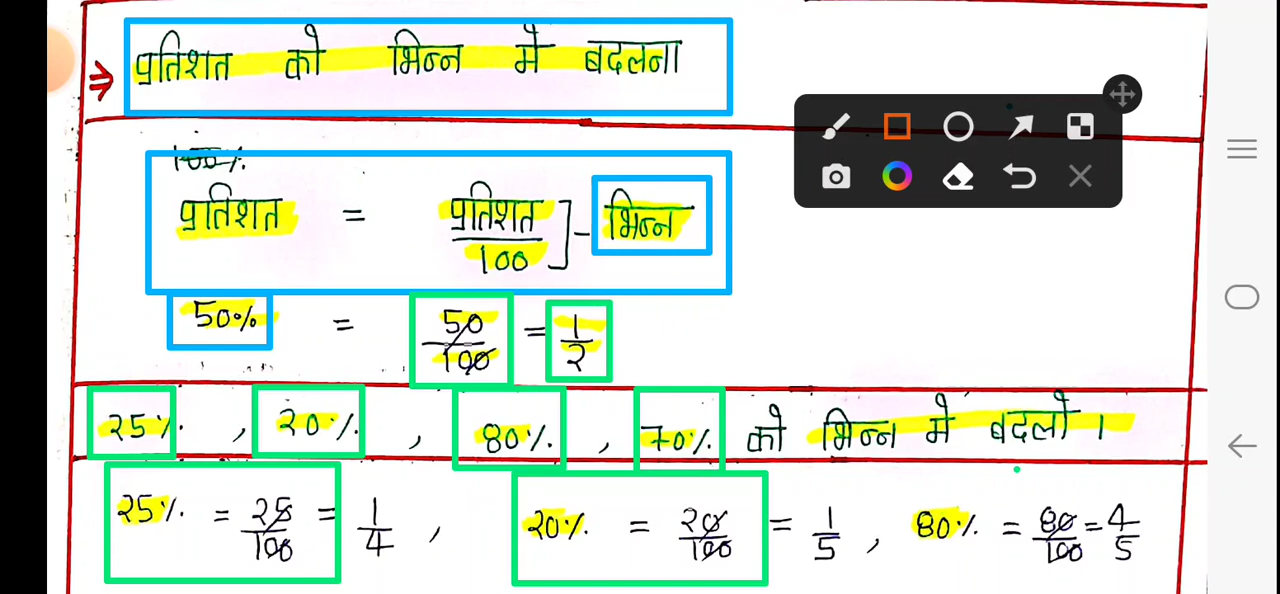 ⇒ प्रतिशत को भिन्न मे बदलना
100%
प्रतिशत = प्रतिशत/100] - भिन्न
50% = 50/100 = 1/2
25%, 20%, 80%, 70% को भिन्न मे बदलो।
25% = 25/100 = 1/4, 20% = 20/100 = 1/5, 80% = 80/100 = 4/5